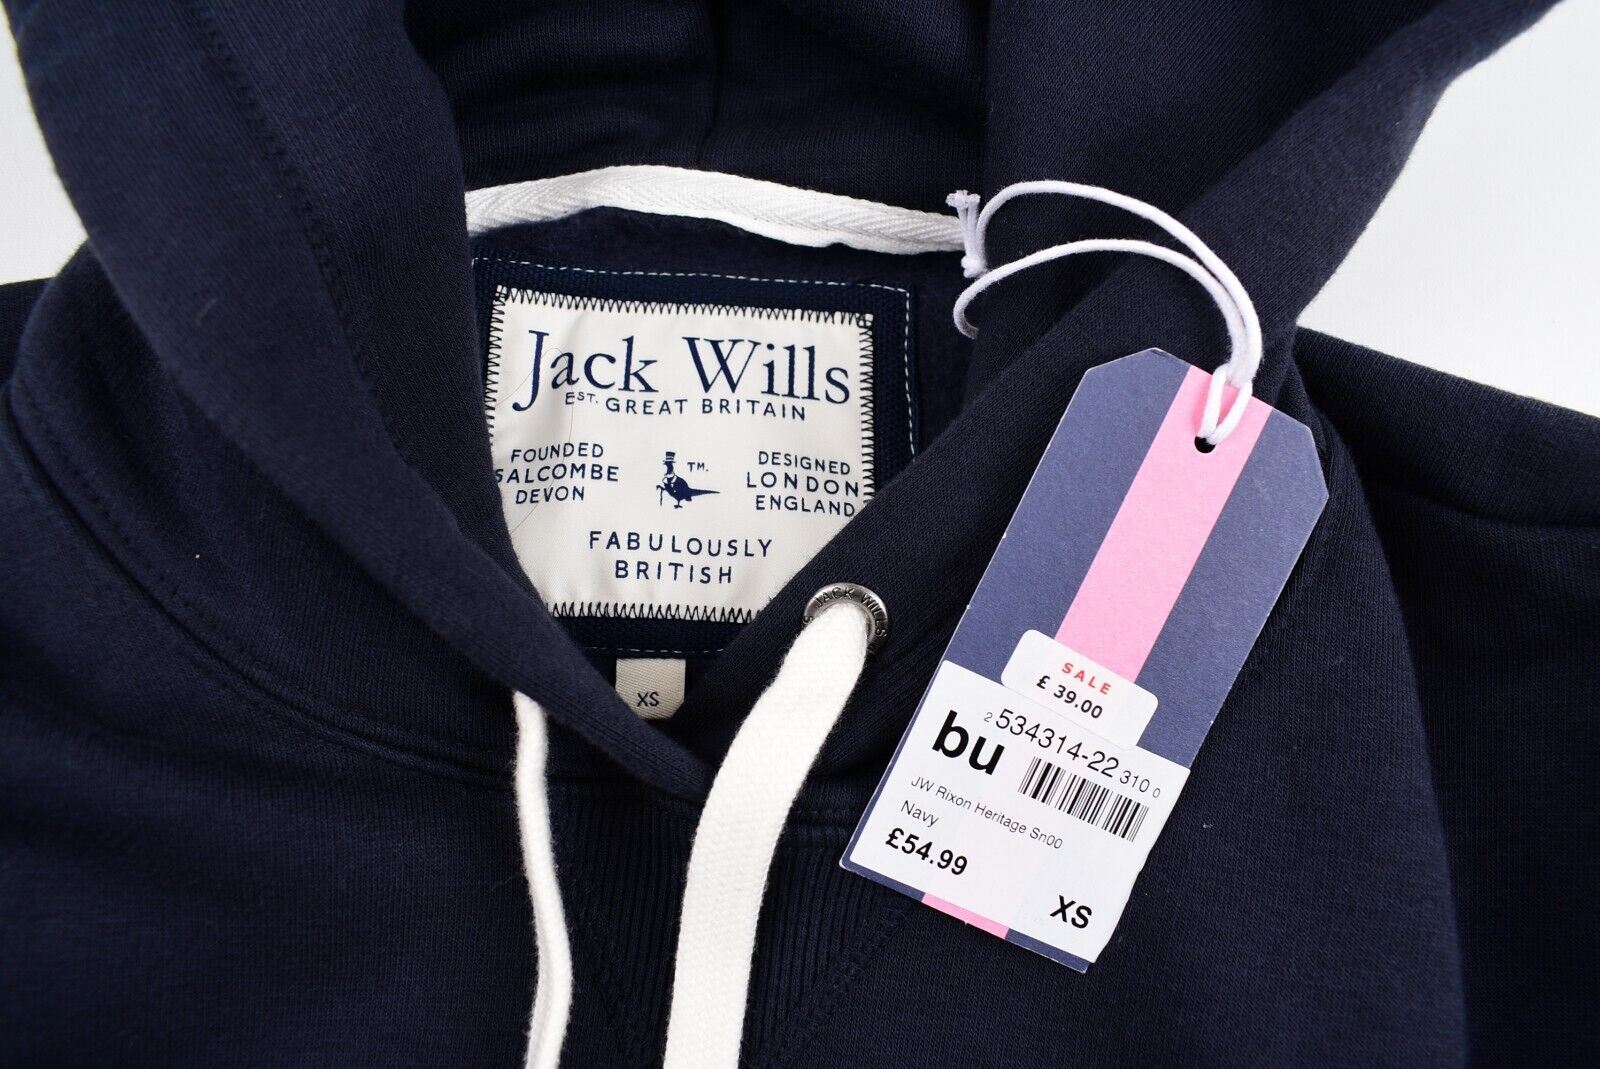 Jack Wills
EST. GREAT BRITAIN
FOUNDED
SALCOMBE
DEVON
TM.
DESIGNED
LONDON
ENGLAND
FABULOUSLY
BRITISH
JACK WILLS
XS
SALE
£ 39.00
bu
2 534314-22 310 0
JW Rixon Heritage Sn00
Navy
£54.99
XS